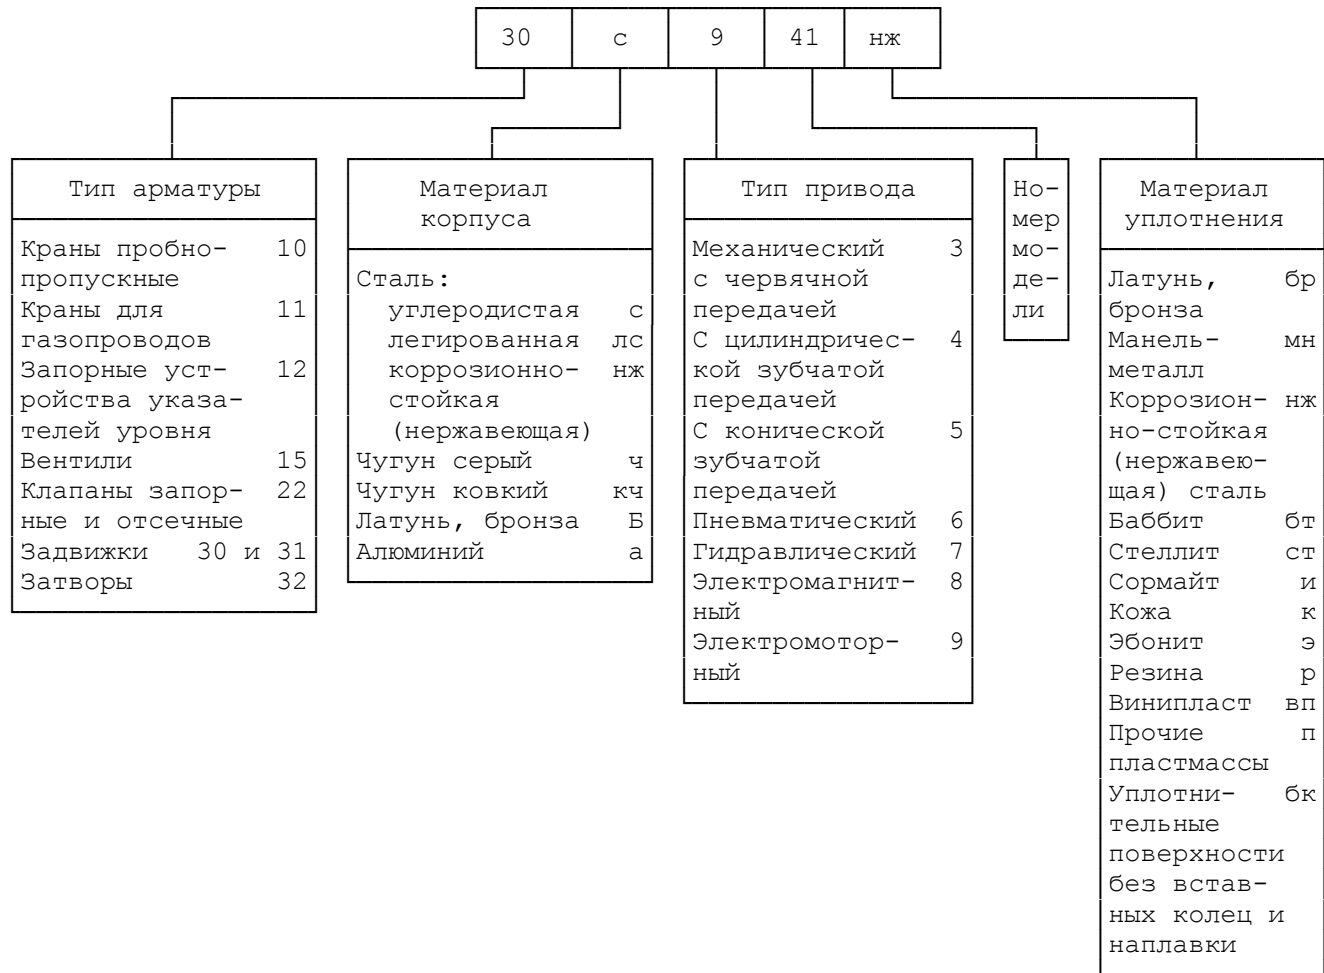 30 с 9 41 нж
Тип арматуры
Краны пробно- 10
пропускные
Краны для 11
газопроводов
Запорные уст- 12
ройства указа-
телей уровня
Вентили 15
Клапаны запор- 22
ные и отсечные
Задвижки 30 и 31
Затворы 32
Материал
корпуса
Сталь:
углеродистая с
легированная лс
коррозионно- нж
стойкая
(нержавеющая)
Чугун серый ч
Чугун ковкий кч
Латунь, бронза Б
Алюминий а
Тип привода
Механический 3
с червячной
передачей
С цилиндричес- 4
кой зубчатой
передачей
С конической 5
зубчатой
передачей
Пневматический 6
Гидравлический 7
Электромагнит- 8
ный
Электромотор- 9
ный
Но-
мер
мо-
де-
ли
Материал
уплотнения
Латунь, бр
бронза
Манель- мн
металл
Коррозион- нж
но-стойкая
(нержавею-
щая) сталь
Баббит бт
Стеллит ст
Сормайт и
Кожа к
Эбонит э
Резина р
Винипласт вп
Прочие п
пластмассы
Уплотни- бк
тельные
поверхности
без встав-
ных колец и
наплавки